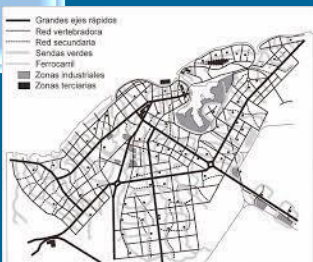 Grandes ejes rápidos
Red vertebradora
Red secundaria
Sendas verdes
Ferrocarril
Zonas industriales
Zonas terciarias